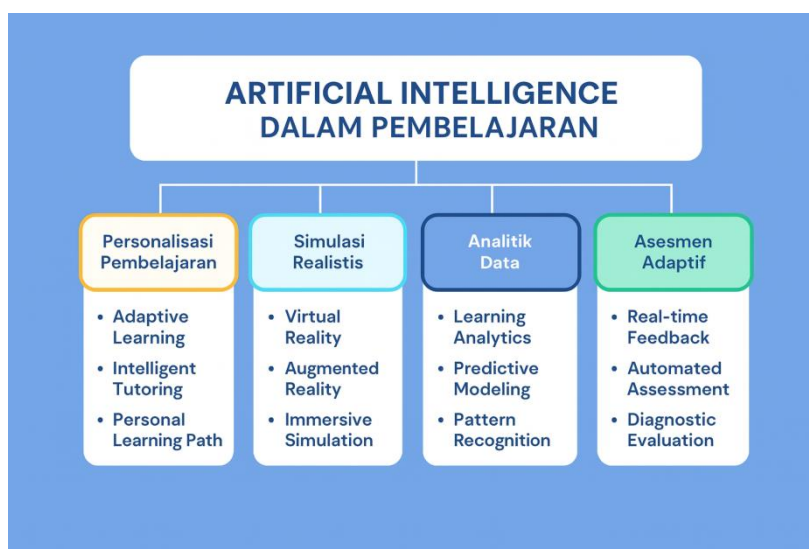 ARTIFICIAL INTELLIGENCE
DALAM PEMBELAJARAN
Personalisasi
Pembelajaran
• Adaptive
Learning
• Intelligent
Tutoring
• Personal
Learning Path
Simulasi
Realistis
• Virtual
Reality
• Augmented
Reality
• Immersive
Simulation
Analitik
Data
• Learning
Analytics
• Predictive
Modeling
• Pattern
Recognition
Asesmen
Adaptif
• Real-time
Feedback
• Automated
Assessment
• Diagnostic
Evaluation